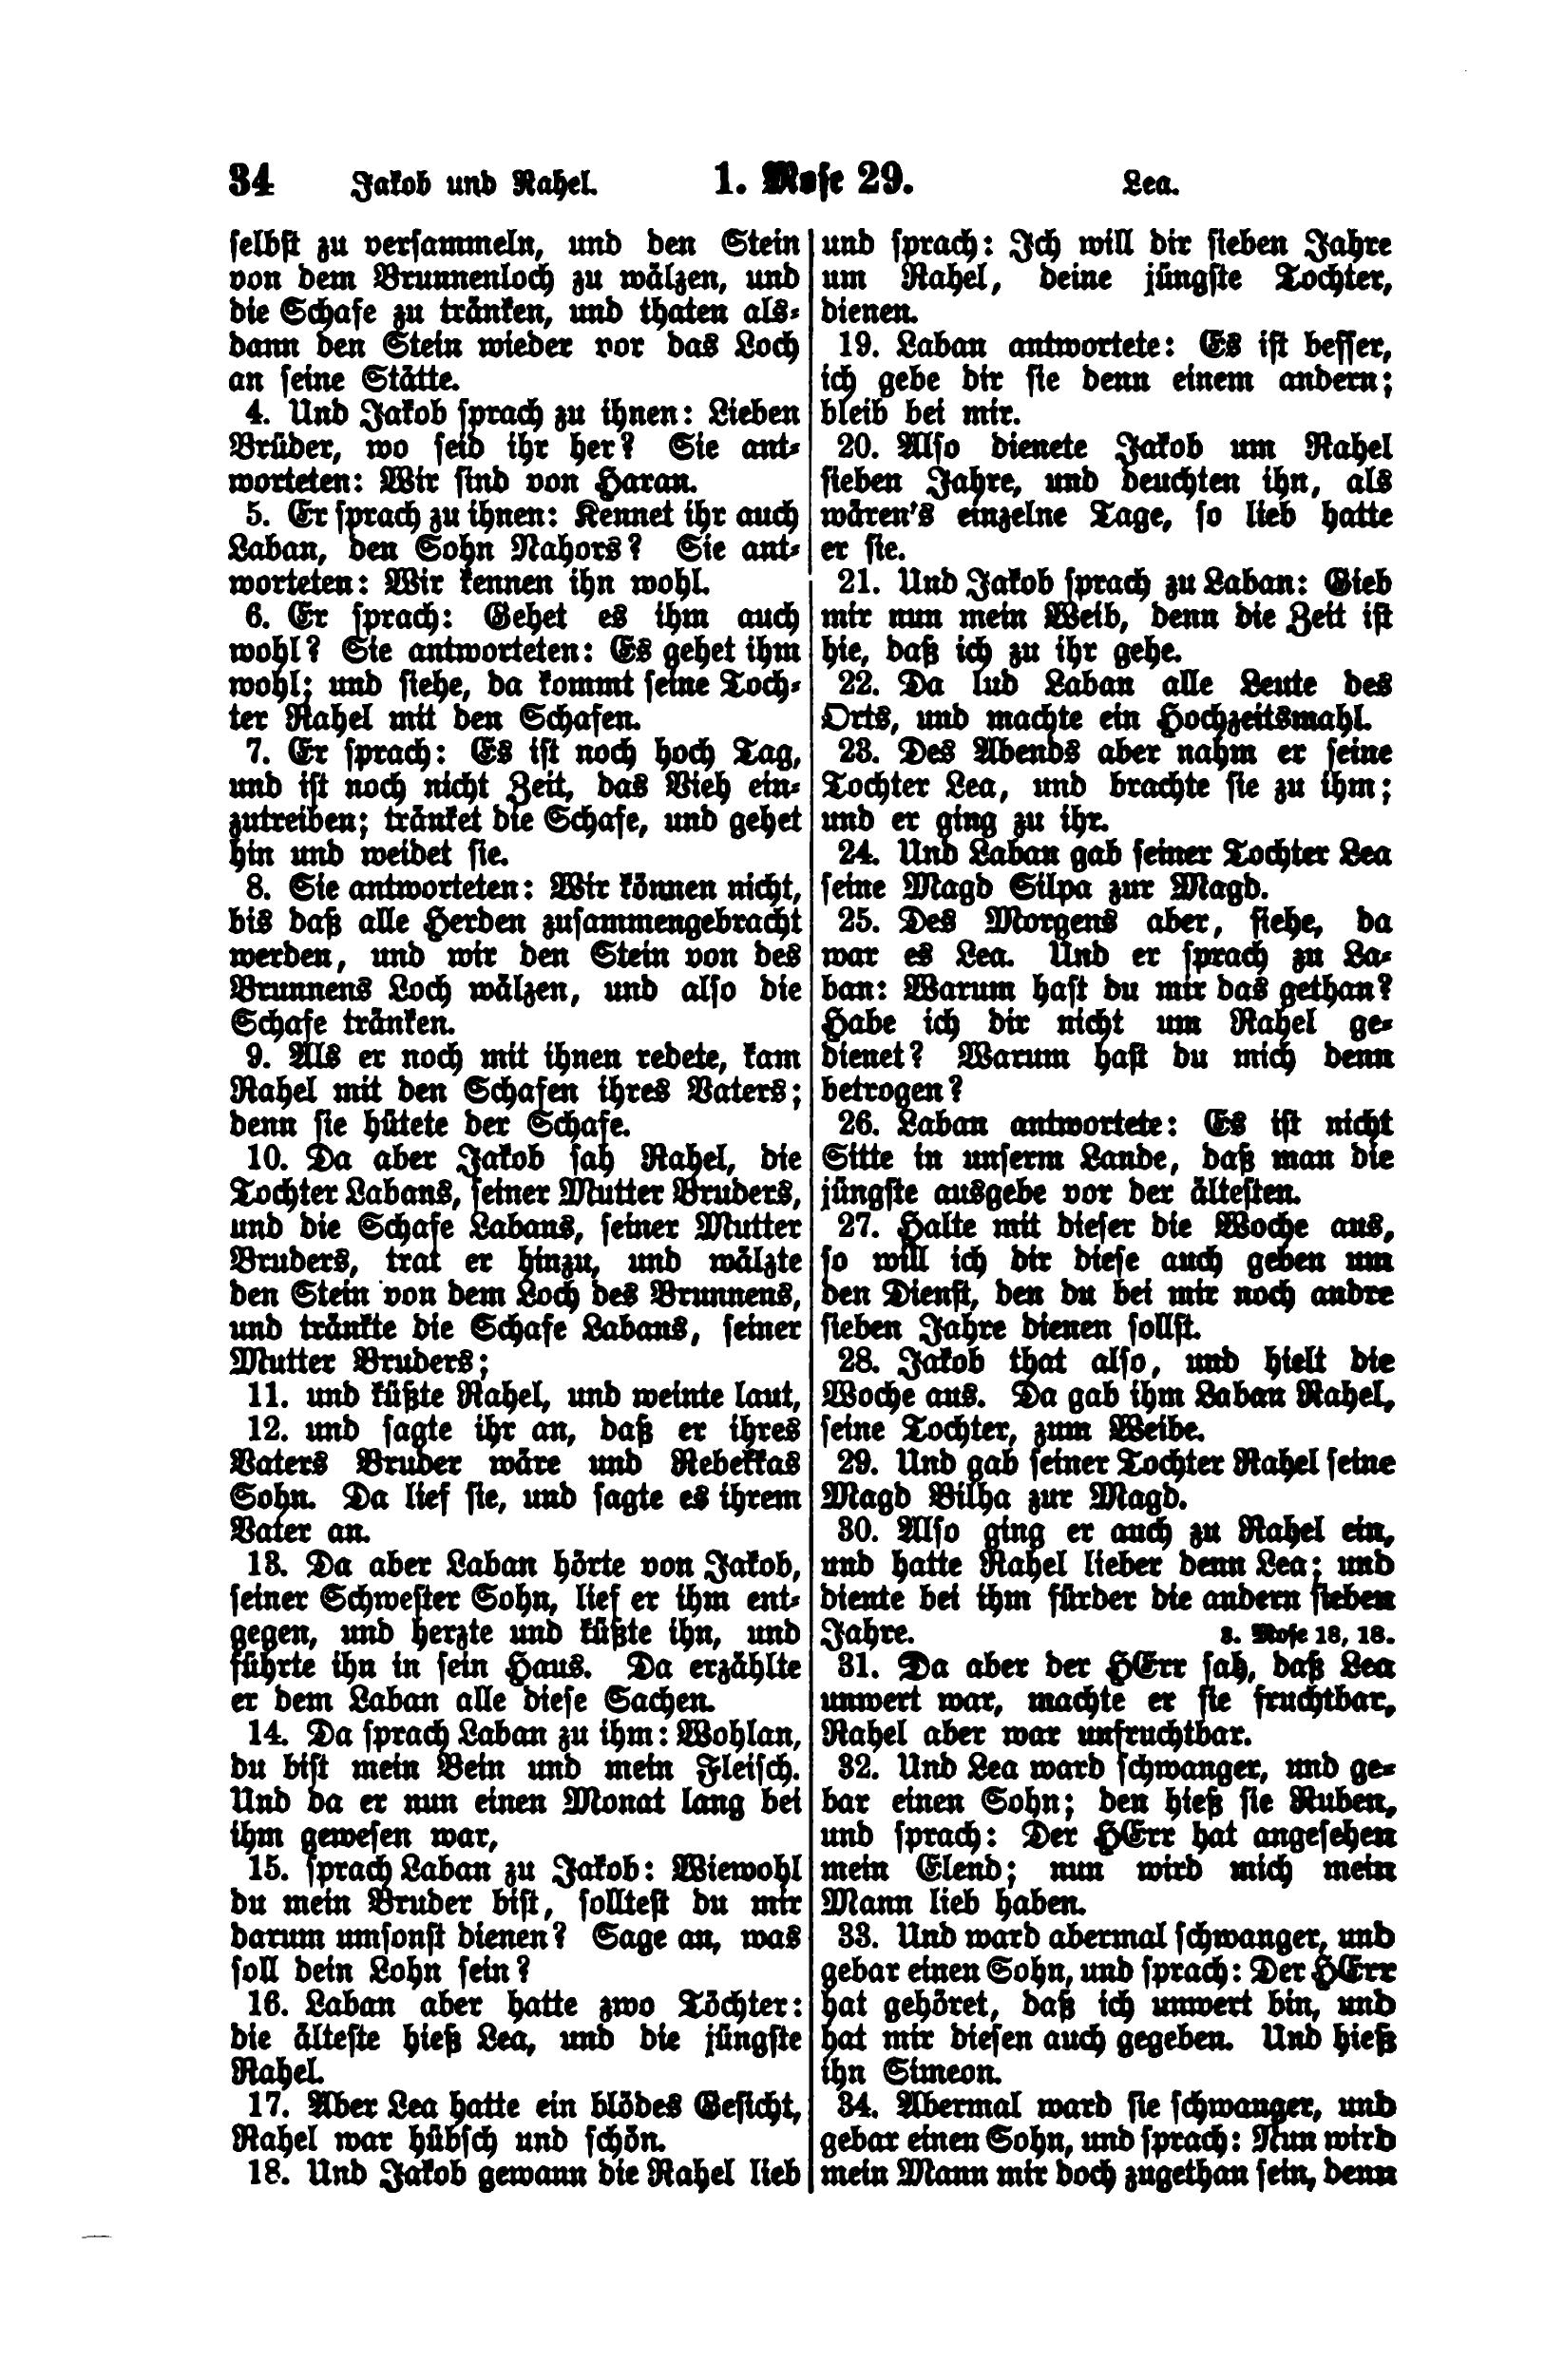 34 Jakob und Rahel. 1. Mose 29. Lea.
selbst zu versammeln, und den Stein
von dem Brunnenloch zu wälzen, und
die Schafe zu tränken, und thaten als-
dann den Stein wieder vor das Loch
an seine Stätte.
4. Und Jakob sprach zu ihnen: Lieben
Brüder, wo seid ihr her? Sie ant-
worteten: Wir sind von Haran.
5. Er sprach zu ihnen: Kennet ihr auch
Laban, den Sohn Nahors? Sie ant-
worteten: Wir kennen ihn wohl.
6. Er sprach: Gehet es ihm auch
wohl? Sie antworteten: Es gehet ihm
wohl; und siehe, da kommt seine Toch-
ter Rahel mit den Schafen.
7. Er sprach: Es ist noch hoch Tag,
und ist noch nicht Zeit, das Vieh ein-
zutreiben; tränket die Schafe, und gehet
hin und weidet sie.
8. Sie antworteten: Wir können nicht,
bis daß alle Herden zusammengebracht
werden, und wir den Stein von des
Brunnens Loch wälzen, und also die
Schafe tränken.
9. Als er noch mit ihnen redete, kam
Rahel mit den Schafen ihres Vaters;
denn sie hütete der Schafe.
10. Da aber Jakob sah Rahel, die
Tochter Labans, seiner Mutter Bruders,
und die Schafe Labans, seiner Mutter
Bruders, trat er hinzu, und wälzte
den Stein von dem Loch des Brunnens,
und tränkte die Schafe Labans, seiner
Mutter Bruders;
11. und küßte Rahel, und weinte laut,
12. und sagte ihr an, daß er ihres
Vaters Bruder wäre und Rebekkas
Sohn. Da lief sie, und sagte es ihrem
Vater an.
13. Da aber Laban hörte von Jakob,
seiner Schwester Sohn, lief er ihm ent-
gegen, und herzte und küßte ihn, und
führte ihn in sein Haus. Da erzählte
er dem Laban alle diese Sachen.
14. Da sprach Laban zu ihm: Wohlan,
du bist mein Bein und mein Fleisch.
Und da er nun einen Monat lang bei
ihm gewesen war,
15. sprach Laban zu Jakob: Wiewohl
du mein Bruder bist, solltest du mir
darum umsonst dienen? Sage an, was
soll dein Lohn sein?
16. Laban aber hatte zwo Töchter:
die älteste hieß Lea, und die jüngste
Rahel.
17. Aber Lea hatte ein blödes Gesicht,
Rahel war hübsch und schön.
18. Und Jakob gewann die Rahel lieb
und sprach: Ich will dir sieben Jahre
um Rahel, deine jüngste Tochter,
dienen.
19. Laban antwortete: Es ist besser,
ich gebe dir sie denn einem andern;
bleib bei mir.
20. Also dienete Jakob um Rahel
sieben Jahre, und deuchten ihn, als
wären's einzelne Tage, so lieb hatte
er sie.
21. Und Jakob sprach zu Laban: Gieb
mir nun mein Weib, denn die Zeit ist
hie, daß ich zu ihr gehe.
22. Da lud Laban alle Leute des
Orts, und machte ein Hochzeitsmahl.
23. Des Abends aber nahm er seine
Tochter Lea, und brachte sie zu ihm;
und er ging zu ihr.
24. Und Laban gab seiner Tochter Lea
seine Magd Silpa zur Magd.
25. Des Morgens aber, siehe, da
war es Lea. Und er sprach zu La-
ban: Warum hast du mir das gethan?
Habe ich dir nicht um Rahel ge-
dienet? Warum hast du mich denn
betrogen?
26. Laban antwortete: Es ist nicht
Sitte in unserm Lande, daß man die
jüngste ausgebe vor der ältesten.
27. Halte mit dieser die Woche aus,
so will ich dir diese auch geben um
den Dienst, den du bei mir noch andre
sieben Jahre dienen sollst.
28. Jakob that also, und hielt die
Woche aus. Da gab ihm Laban Rahel,
seine Tochter, zum Weibe.
29. Und gab seiner Tochter Rahel seine
Magd Bilha zur Magd.
30. Also ging er auch zu Rahel ein,
und hatte Rahel lieber denn Lea; und
diente bei ihm fürder die andern sieben
Jahre. 3. Mose 18, 18.
31. Da aber der HErr sah, daß Lea
unwert war, machte er sie fruchtbar,
Rahel aber war unfruchtbar.
32. Und Lea ward schwanger, und ge-
bar einen Sohn; den hieß sie Ruben,
und sprach: Der HErr hat angesehen
mein Elend; nun wird mich mein
Mann lieb haben.
33. Und ward abermal schwanger, und
gebar einen Sohn, und sprach: Der HErr
hat gehöret, daß ich unwert bin, und
hat mir diesen auch gegeben. Und hieß
ihn Simeon.
34. Abermal ward sie schwanger, und
gebar einen Sohn, und sprach: Nun wird
mein Mann mir doch zugethan sein, denn